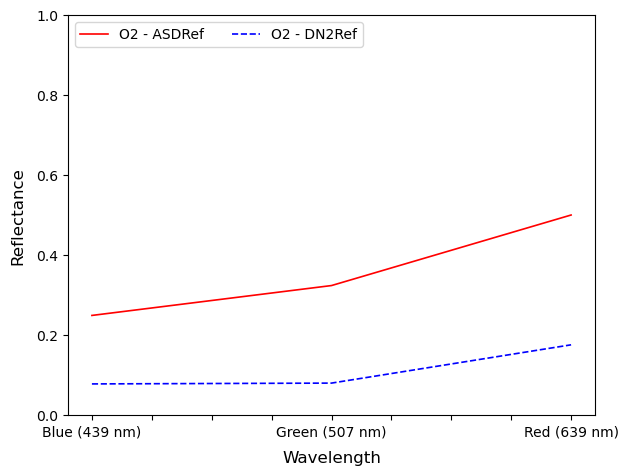 O2 - ASDRef
O2 - DN2Ref
1.0
0.8
0.6
0.4
0.2
0.0
Reflectance
Blue (439 nm)
Green (507 nm)
Red (639 nm)
Wavelength